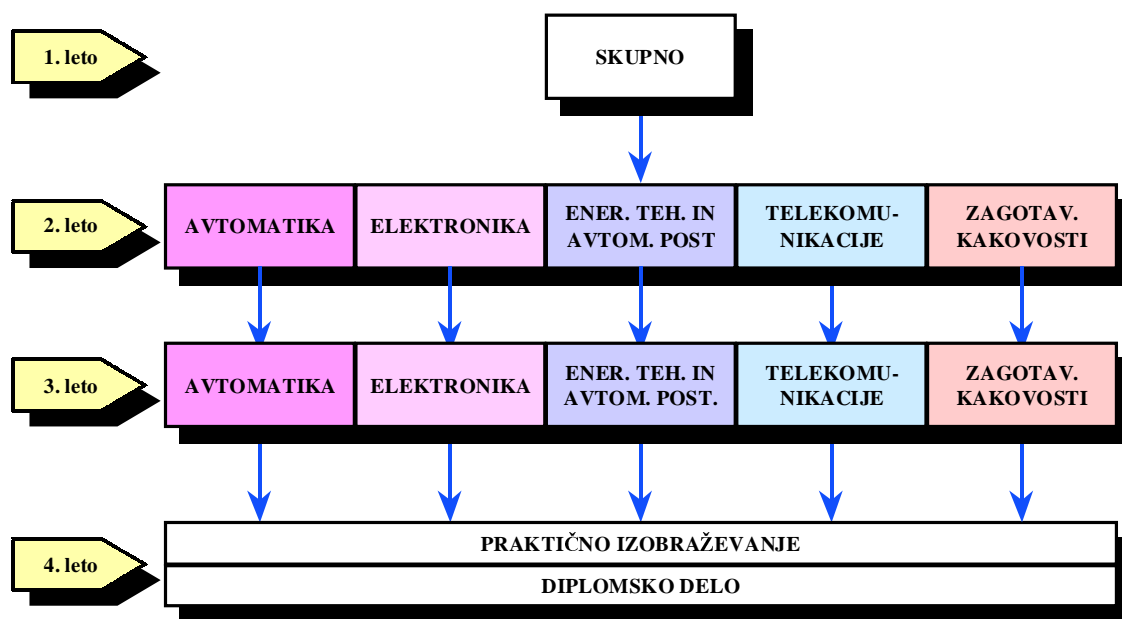 1. leto
SKUPNO
2. leto
AVTOMATIKA
ELEKTRONIKA
ENER. TEH. IN
AVTOM. POST
TELEKOMU-
NIKACIJE
ZAGOTAV.
KAKOVOSTI
3. leto
AVTOMATIKA
ELEKTRONIKA
ENER. TEH. IN
AVTOM. POST.
TELEKOMU-
NIKACIJE
ZAGOTAV.
KAKOVOSTI
4. leto
PRAKTIČNO IZOBRAŽEVANJE
DIPLOMSKO DELO